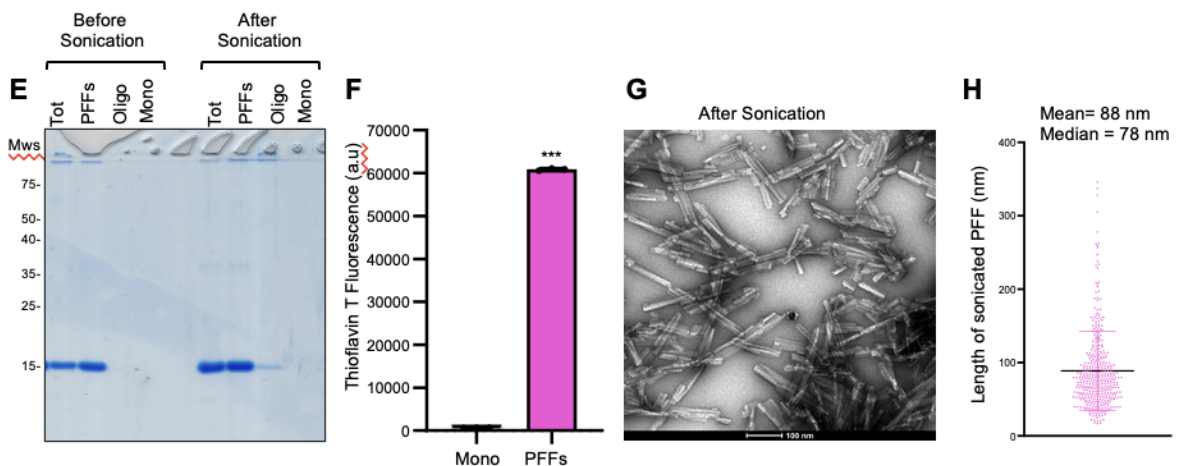 Before
Sonication
After
Sonication
E
Tot
PFFs
Oligo
Mono
Tot
PFFs
Oligo
Mono
Mws
75-
50-
40-
35-
25-
15-
F
Thioflavin T Fluorescence (a.u)
70000
60000
50000
40000
30000
20000
10000
0
***
Mono PFFs
G
After Sonication
100 nm
H
Mean= 88 nm
Median = 78 nm
Length of sonicated PFF (nm)
400
300
200
100
0